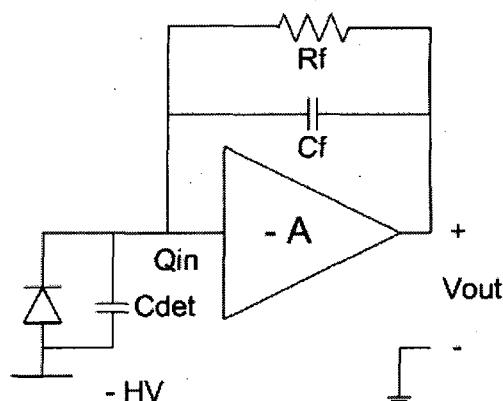 Rf
Cf
- A
+
Qin
Cdet
Vout
-
- HV